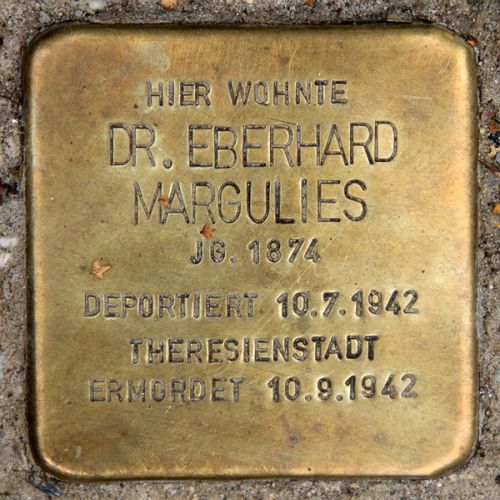 HIER WOHNTE
DR. EBERHARD
MARGULIES
JG. 1874
DEPORTIERT 10.7.1942
THERESIENSTADT
ERMORDET 10.9.1942